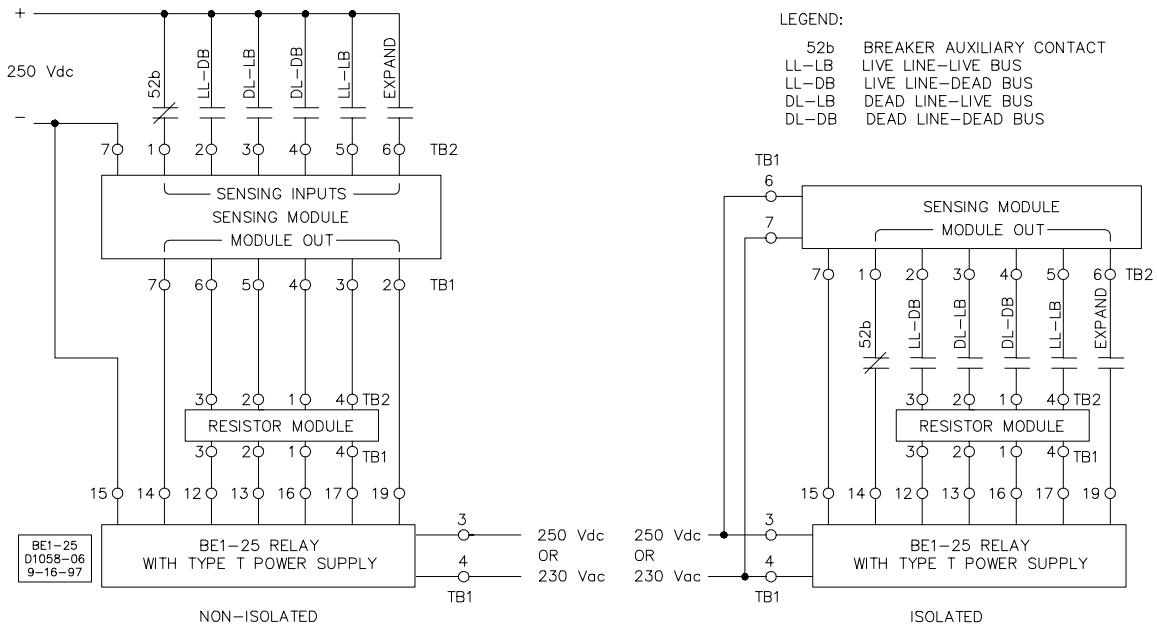 +
250 Vdc
-
52b
LL-DB
DL-LB
DL-DB
LL-LB
EXPAND
7 1 2 3 4 5 6 TB2
SENSING INPUTS
SENSING MODULE
MODULE OUT
7 6 5 4 3 2 TB1
3 2 1 4 TB2
RESISTOR MODULE
3 2 1 4 TB1
15 14 12 13 16 17 19
BE1-25 RELAY
WITH TYPE T POWER SUPPLY
3
4
TB1
250 Vdc
OR
230 Vac
BE1-25
D1058-06
9-16-97
NON-ISOLATED
LEGEND:
52b BREAKER AUXILIARY CONTACT
LL-LB LIVE LINE-LIVE BUS
LL-DB LIVE LINE-DEAD BUS
DL-LB DEAD LINE-LIVE BUS
DL-DB DEAD LINE-DEAD BUS
TB1
6
7
SENSING MODULE
MODULE OUT
7 1 2 3 4 5 6 TB2
52b
LL-DB
DL-LB
DL-DB
LL-LB
EXPAND
3 2 1 4 TB2
RESISTOR MODULE
3 2 1 4 TB1
15 14 12 13 16 17 19
250 Vdc
OR
230 Vac
3
4
TB1
BE1-25 RELAY
WITH TYPE T POWER SUPPLY
ISOLATED